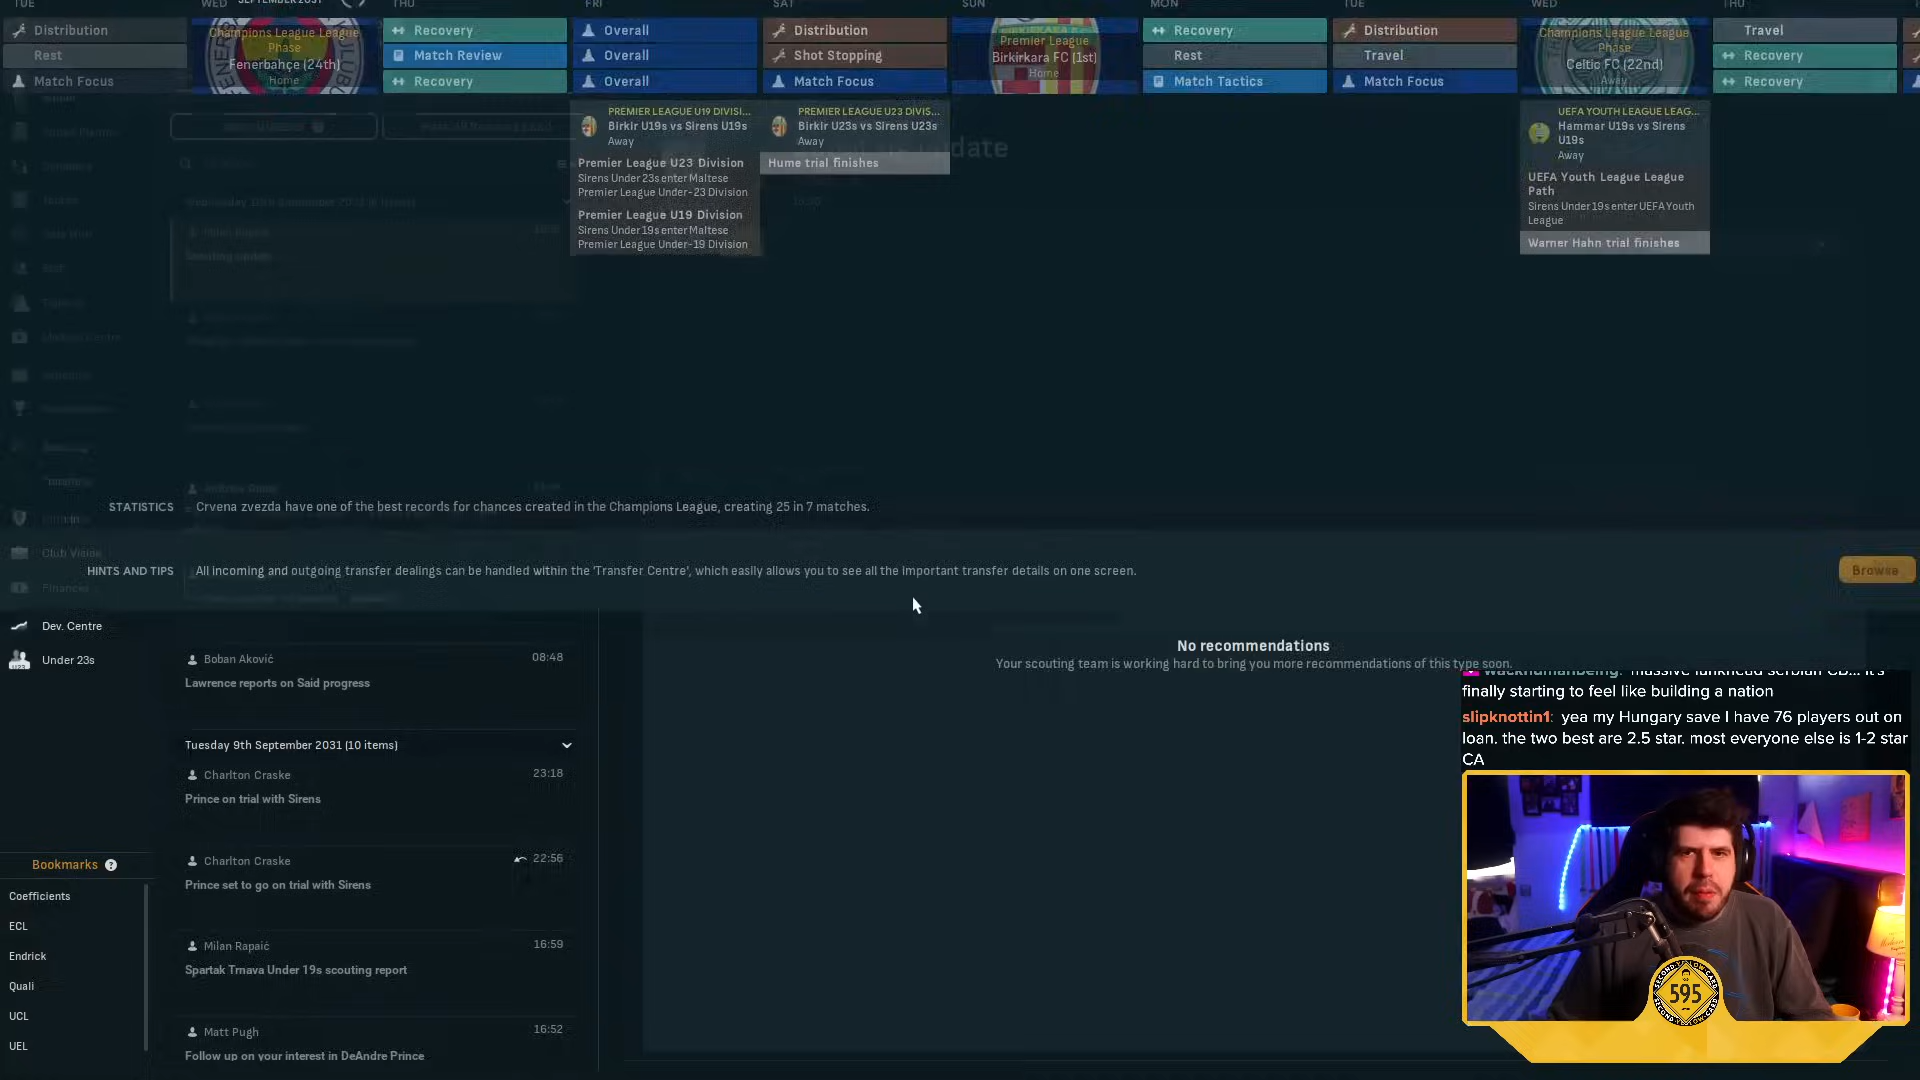 TUE
WED
SEPTEMBER 2031
THU
FRI
SAT
SUN
MON
TUE
WED
THU
Distribution
Rest
Match Focus
Champions League League
Phase
Fenerbahçe (24th)
Home
Recovery
Match Review
Recovery
Overall
Overall
Overall
Distribution
Shot Stopping
Match Focus
Premier League
Birkirkara FC (1st)
Home
Recovery
Rest
Match Tactics
Distribution
Travel
Match Focus
Champions League League
Phase
Celtic FC (22nd)
Away
Travel
Recovery
Recovery
PREMIER LEAGUE U19 DIVISI...
Birkir U19s vs Sirens U19s
Away
Premier League U23 Division
Sirens Under 23s enter Maltese
Premier League Under-23 Division
Premier League U19 Division
Sirens Under 19s enter Maltese
Premier League Under-19 Division
PREMIER LEAGUE U23 DIVIS...
Birkir U23s vs Sirens U23s
Away
Hume trial finishes
UEFA YOUTH LEAGUE LEAG...
Hammar U19s vs Sirens
U19s
Away
UEFA Youth League League
Path
Sirens Under 19s enter UEFA Youth
League
Warner Hahn trial finishes
STATISTICS
Crvena zvezda have one of the best records for chances created in the Champions League, creating 25 in 7 matches.
Club Vision
HINTS AND TIPS
All incoming and outgoing transfer dealings can be handled within the 'Transfer Centre', which easily allows you to see all the important transfer details on one screen.
Browse
Finances
Dev. Centre
Under 23s
Boban Aković
08:48
Lawrence reports on Said progress
Tuesday 9th September 2031 (10 items)
Charlton Craske
23:18
Prince on trial with Sirens
Charlton Craske
22:56
Prince set to go on trial with Sirens
Milan Rapaić
16:59
Spartak Trnava Under 19s scouting report
Matt Pugh
16:52
Follow up on your interest in DeAndre Prince
No recommendations
Your scouting team is working hard to bring you more recommendations of this type soon.
Bookmarks ?
Coefficients
ECL
Endrick
Quali
UCL
UEL
wackhumanbeing: massive lunkhead serbian CB... it's
finally starting to feel like building a nation
slipknottin1: yea my Hungary save I have 76 players out on
loan. the two best are 2.5 star. most everyone else is 1-2 star
CA
595